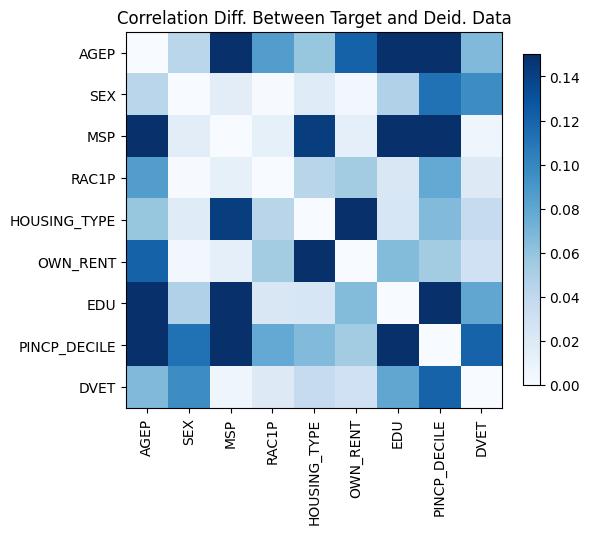 Correlation Diff. Between Target and Deid. Data
AGEP
SEX
MSP
RAC1P
HOUSING_TYPE
OWN_RENT
EDU
PINCP_DECILE
DVET
AGEP
SEX
MSP
RAC1P
HOUSING_TYPE
OWN_RENT
EDU
PINCP_DECILE
DVET
0.14
0.12
0.10
0.08
0.06
0.04
0.02
0.00